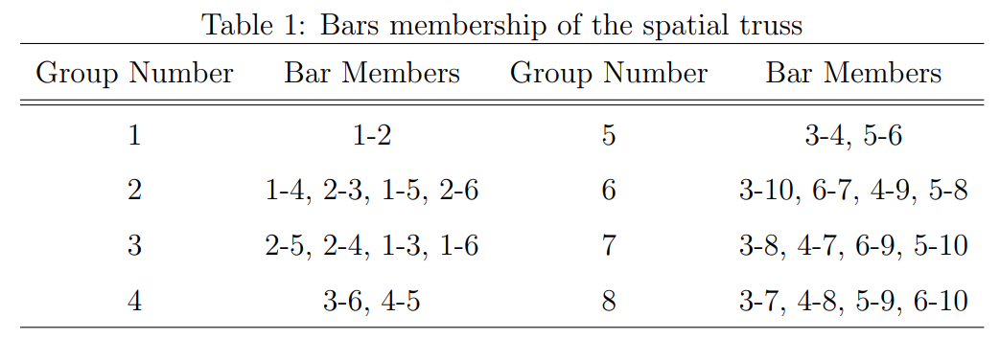 Table 1: Bars membership of the spatial truss
Group Number Bar Members Group Number Bar Members
1 1-2 5 3-4, 5-6
2 1-4, 2-3, 1-5, 2-6 6 3-10, 6-7, 4-9, 5-8
3 2-5, 2-4, 1-3, 1-6 7 3-8, 4-7, 6-9, 5-10
4 3-6, 4-5 8 3-7, 4-8, 5-9, 6-10